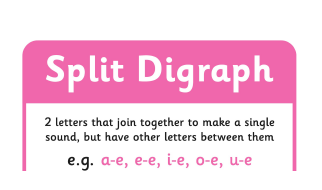 Split Digraph
2 letters that join together to make a single
sound, but have other letters between them
e.g. a-e, e-e, i-e, o-e, u-e